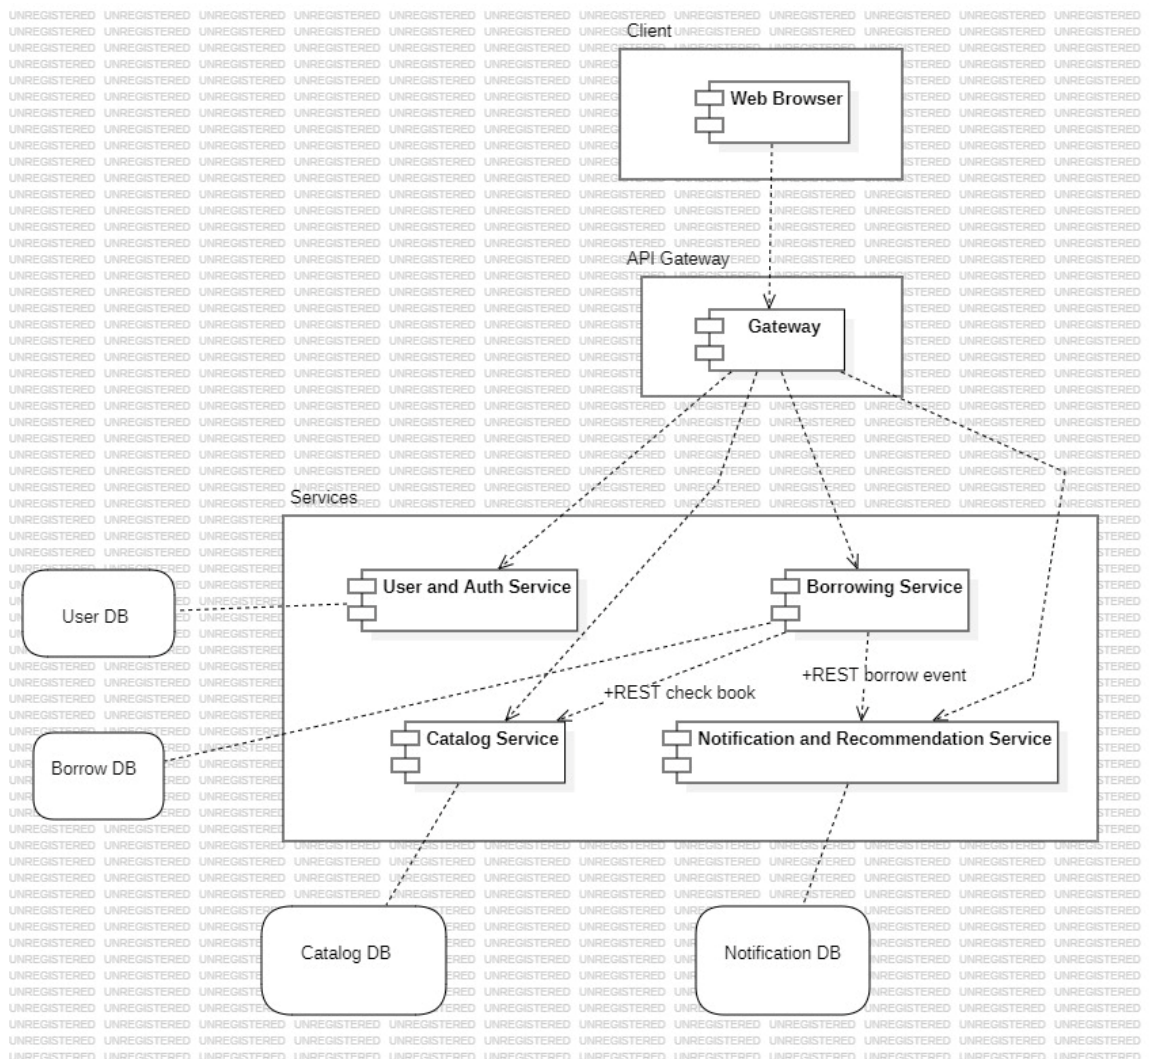 UNREGISTERED
Client
Web Browser
API Gateway
Gateway
Services
User and Auth Service
Borrowing Service
User DB
+REST borrow event
+REST check book
Catalog Service
Notification and Recommendation Service
Borrow DB
Catalog DB
Notification DB